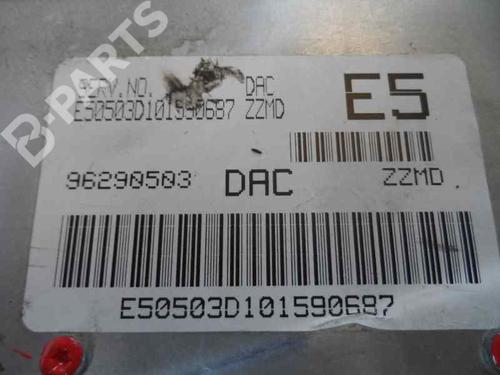 B-PARTS
SERV.NO. DAC
E50503D101590687 ZZMD
E5
96290503 DAC ZZMD
E50503D101590687